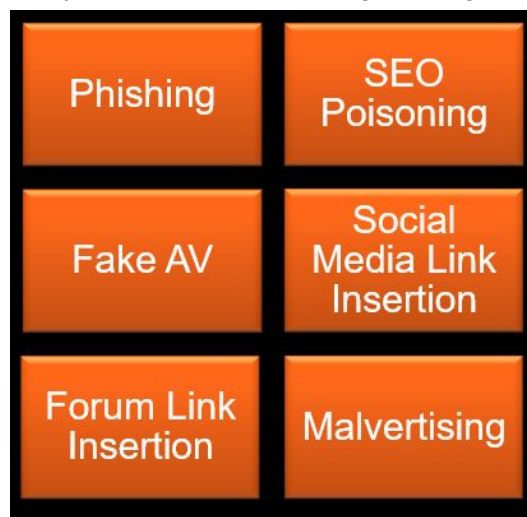 Phishing
SEO
Poisoning
Fake AV
Social
Media Link
Insertion
Forum Link
Insertion
Malvertising